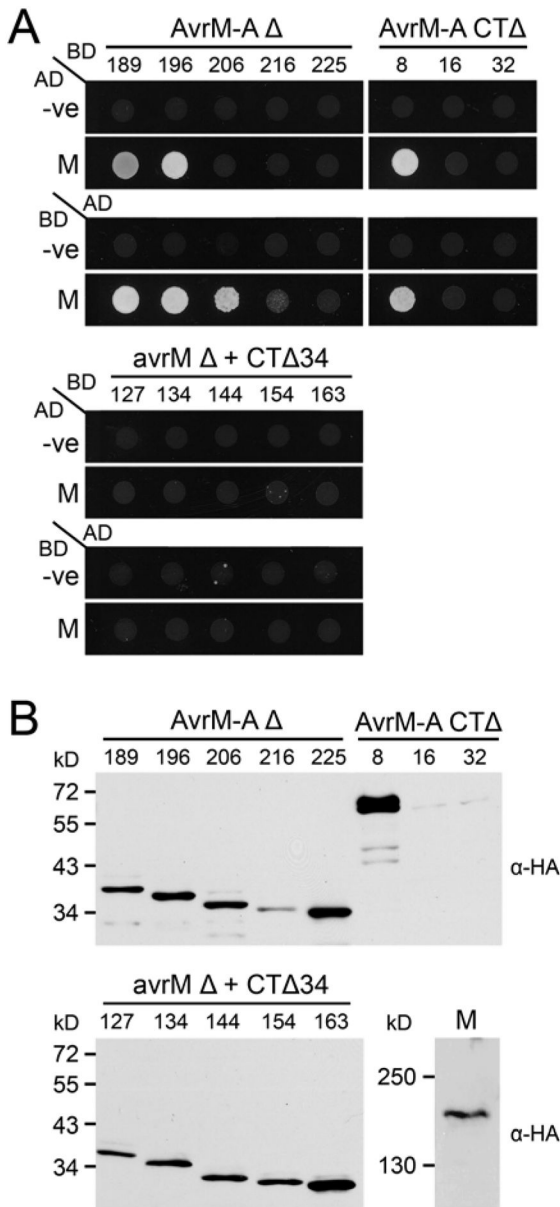 A
BD AvrM-A Δ AvrM-A CTΔ
AD 189 196 206 216 225 8 16 32
-ve
M
AD
BD
-ve
M
avrM Δ + CTΔ34
BD
AD 127 134 144 154 163
-ve
M
AD
BD
-ve
M
B
AvrM-A Δ AvrM-A CTΔ
kD 189 196 206 216 225 8 16 32
72
55
43
α-HA
34
avrM Δ + CTΔ34
kD 127 134 144 154 163 kD M
72
250
55
43
α-HA
34
130